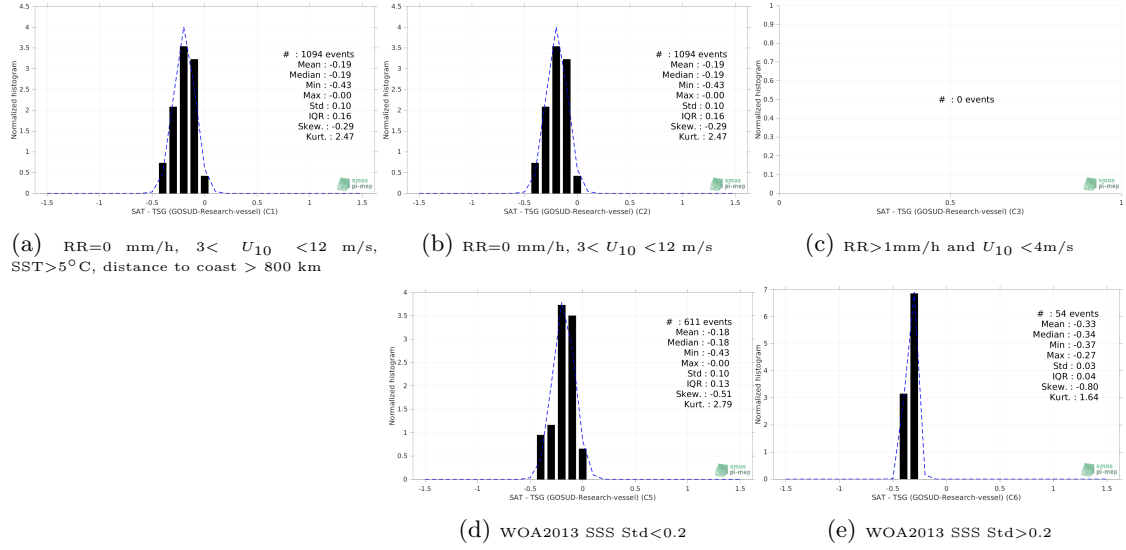 4.5
4
3.5
3
2.5
2
1.5
1
0.5
0
Normalized histogram
# : 1094 events
Mean : -0.19
Median : -0.19
Min : -0.43
Max : -0.00
Std : 0.10
IQR : 0.16
Skew. : -0.29
Kurt. : 2.47
smos
pi-mep
-1.5 -1 -0.5 0 0.5 1 1.5
SAT - TSG (GOSUD-Research-vessel) (C1)
(a) RR=0 mm/h, 3< U10 <12 m/s,
SST>5°C, distance to coast > 800 km
4.5
4
3.5
3
2.5
2
1.5
1
0.5
0
Normalized histogram
# : 1094 events
Mean : -0.19
Median : -0.19
Min : -0.43
Max : -0.00
Std : 0.10
IQR : 0.16
Skew. : -0.29
Kurt. : 2.47
smos
pi-mep
-1.5 -1 -0.5 0 0.5 1 1.5
SAT - TSG (GOSUD-Research-vessel) (C2)
(b) RR=0 mm/h, 3< U10 <12 m/s
1
0.9
0.8
0.7
0.6
0.5
0.4
0.3
0.2
0.1
0
Normalized histogram
# : 0 events
smos
pi-mep
0 0.5 1
SAT - TSG (GOSUD-Research-vessel) (C3)
(c) RR>1mm/h and U10 <4m/s
4
3.5
3
2.5
2
1.5
1
0.5
0
Normalized histogram
# : 611 events
Mean : -0.18
Median : -0.18
Min : -0.43
Max : -0.00
Std : 0.10
IQR : 0.13
Skew. : -0.51
Kurt. : 2.79
smos
pi-mep
-1.5 -1 -0.5 0 0.5 1 1.5
SAT - TSG (GOSUD-Research-vessel) (C5)
(d) WOA2013 SSS Std<0.2
7
6
5
4
3
2
1
0
Normalized histogram
# : 54 events
Mean : -0.33
Median : -0.34
Min : -0.37
Max : -0.27
Std : 0.03
IQR : 0.04
Skew. : -0.80
Kurt. : 1.64
smos
pi-mep
-1.5 -1 -0.5 0 0.5 1 1.5
SAT - TSG (GOSUD-Research-vessel) (C6)
(e) WOA2013 SSS Std>0.2